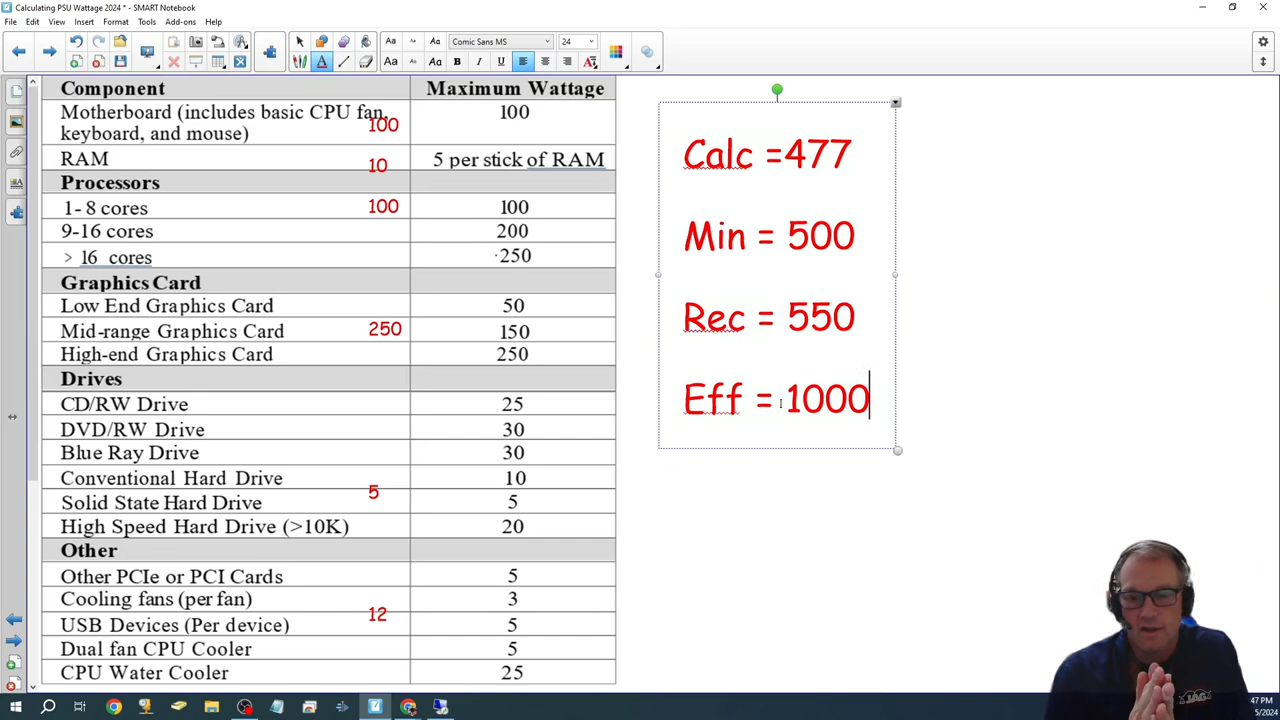 Calculating PSU Wattage 2024 * - SMART Notebook
File Edit View Insert Format Tools Add-ons Help
Comic Sans MS 24
Component Maximum Wattage
Motherboard (includes basic CPU fan, 100
keyboard, and mouse) 100
RAM 10 5 per stick of RAM
Processors
1- 8 cores 100 100
9-16 cores 200
> 16 cores 250
Graphics Card
Low End Graphics Card 50
Mid-range Graphics Card 250 150
High-end Graphics Card 250
Drives
CD/RW Drive 25
DVD/RW Drive 30
Blue Ray Drive 30
Conventional Hard Drive 10
5
Solid State Hard Drive 5
High Speed Hard Drive (>10K) 20
Other
Other PCIe or PCI Cards 5
Cooling fans (per fan) 3
12
USB Devices (Per device) 5
Dual fan CPU Cooler 5
CPU Water Cooler 25
Calc =477
Min = 500
Rec = 550
Eff = 1000
JAG
:47 PM
5/2024